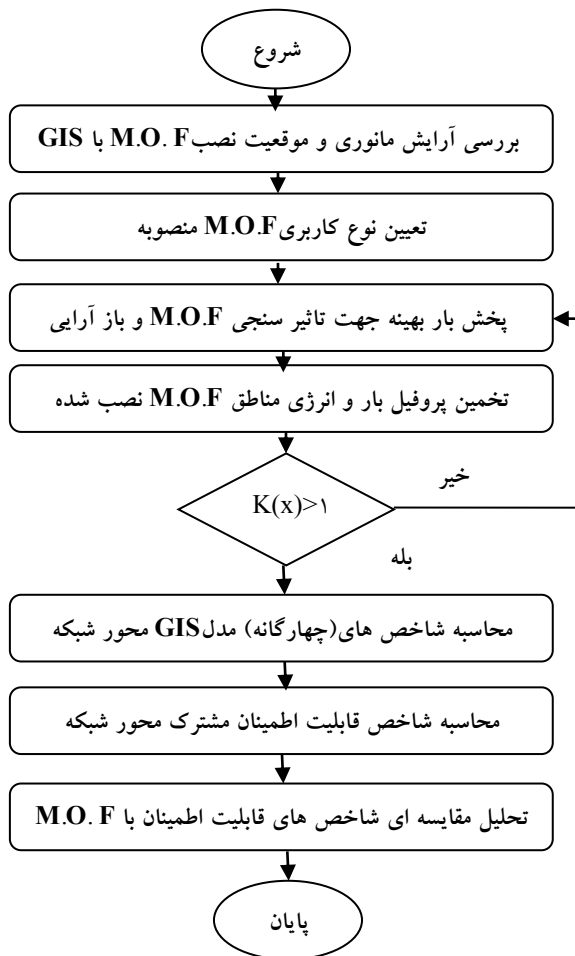 شروع
بررسی آرایش مانوری و موقعیت نصب M.O. F با GIS
تعیین نوع کاربری M.O.F منصوبه
پخش بار بهینه جهت تاثیر سنجی M.O.F و باز آرایی
تخمین پروفیل بار و انرژی مناطق M.O.F نصب شده
K(x)>۱
خیر
بله
محاسبه شاخص های(چهارگانه) مدل GIS محور شبکه
محاسبه شاخص قابلیت اطمینان مشترک محور شبکه
تحلیل مقایسه ای شاخص های قابلیت اطمینان با M.O. F
پایان